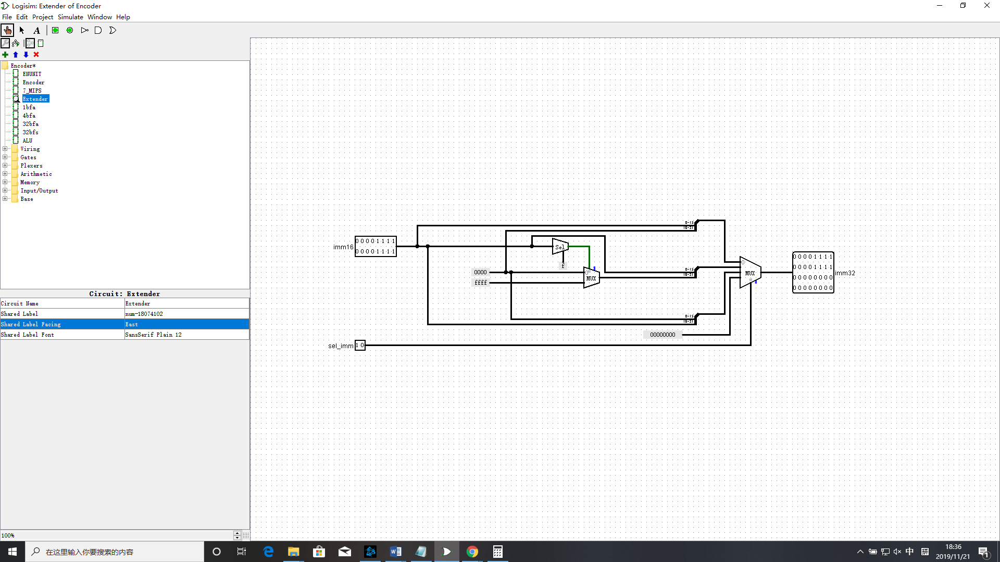 Logisim: Extender of Encoder
File Edit Project Simulate Window Help
A
Encoder*
ENUNIT
Encoder
7_MIPS
Extender
1bfa
4bfa
32bfa
32bfs
ALU
Wiring
Gates
Plexers
Arithmetic
Memory
Input/Output
Base
Circuit: Extender
Circuit Name Extender
Shared Label num-18074102
Shared Label Facing East
Shared Label Font SansSerif Plain 12
100%
imm16
0 0 0 0 1 1 1 1
0 0 0 0 1 1 1 1
0-15
16-31
Sel
f
0000
ffff
0
MUX
0-15
16-31
0-15
16-31
00000000
sel_imm 1 0
0
MUX
0 0 0 0 1 1 1 1
0 0 0 0 1 1 1 1
0 0 0 0 0 0 0 0
0 0 0 0 0 0 0 0
imm32
在这里输入你要搜索的内容
中
拼
18:36
2019/11/21
1